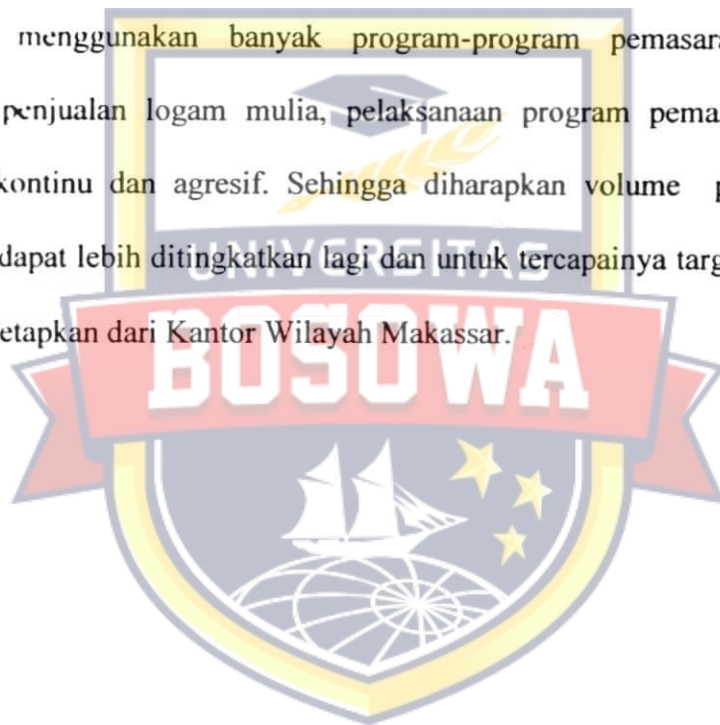 menggunakan banyak program-program pemasar
penjualan logam mulia, pelaksanaan program pema
kontinu dan agresif. Sehingga diharapkan volume p
dapat lebih ditingkatkan lagi dan untuk tercapainya targ
etapkan dari Kantor Wilayah Makassar.
UNIVERSITAS
BOSOWA